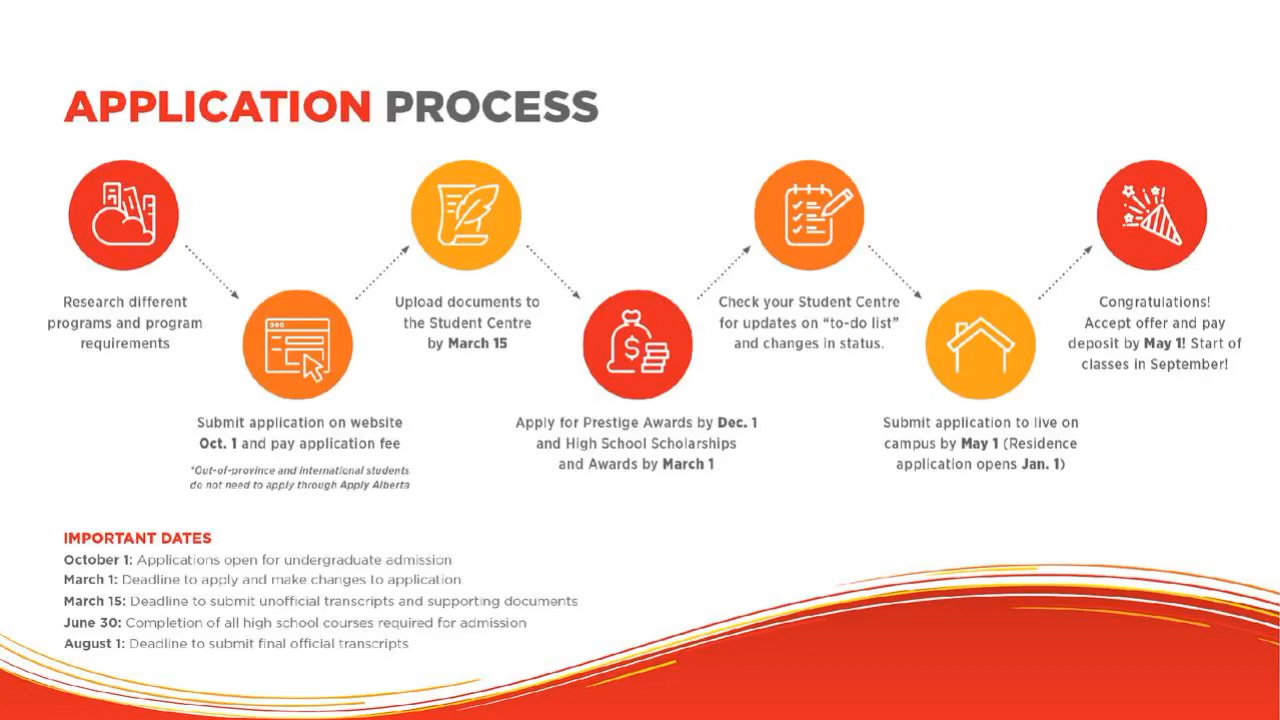 APPLICATION PROCESS
Research different
programs and program
requirements
Submit application on website
Oct. 1 and pay application fee
*Out-of-province and international students
do not need to apply through Apply Alberta
Upload documents to
the Student Centre
by March 15
Apply for Prestige Awards by Dec. 1
and High School Scholarships
and Awards by March 1
Check your Student Centre
for updates on “to-do list”
and changes in status.
Submit application to live on
campus by May 1 (Residence
application opens Jan. 1)
Congratulations!
Accept offer and pay
deposit by May 1! Start of
classes in September!
IMPORTANT DATES
October 1: Applications open for undergraduate admission
March 1: Deadline to apply and make changes to application
March 15: Deadline to submit unofficial transcripts and supporting documents
June 30: Completion of all high school courses required for admission
August 1: Deadline to submit final official transcripts